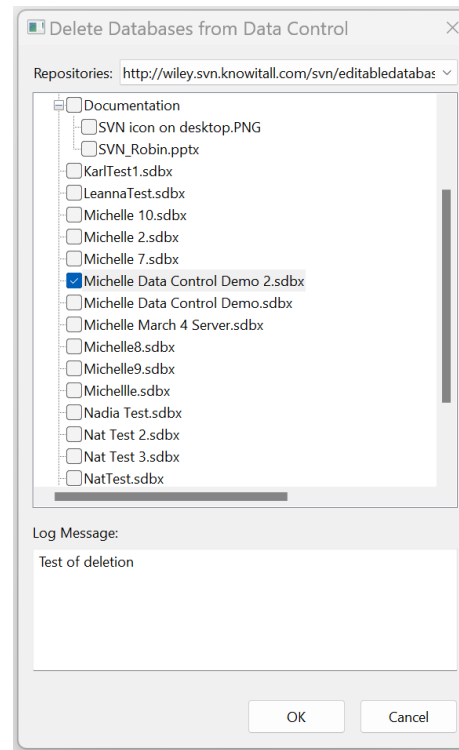 Delete Databases from Data Control
Repositories: http://wiley.svn.knowitall.com/svn/editabledatabas
Documentation
SVN icon on desktop.PNG
SVN_Robin.pptx
KarlTest1.sdbx
LeannaTest.sdbx
Michelle 10.sdbx
Michelle 2.sdbx
Michelle 7.sdbx
Michelle Data Control Demo 2.sdbx
Michelle Data Control Demo.sdbx
Michelle March 4 Server.sdbx
Michelle8.sdbx
Michelle9.sdbx
Michellle.sdbx
Nadia Test.sdbx
Nat Test 2.sdbx
Nat Test 3.sdbx
NatTest.sdbx
Log Message:
Test of deletion
OK Cancel